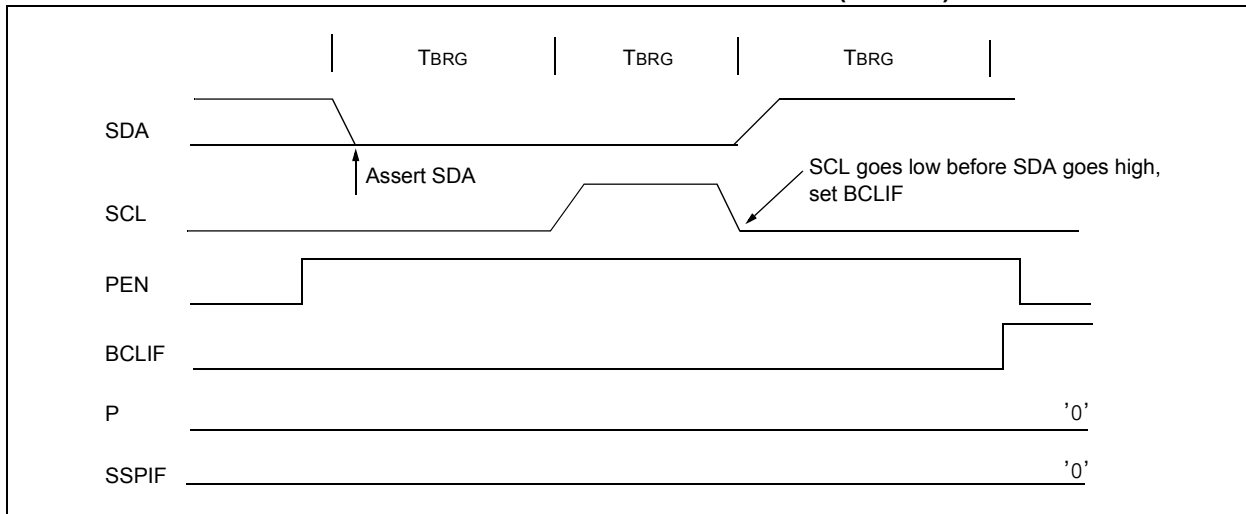 TBRG TBRG TBRG
SDA
Assert SDA
SCL goes low before SDA goes high,
set BCLIF
SCL
PEN
BCLIF
P '0'
SSPIF '0'